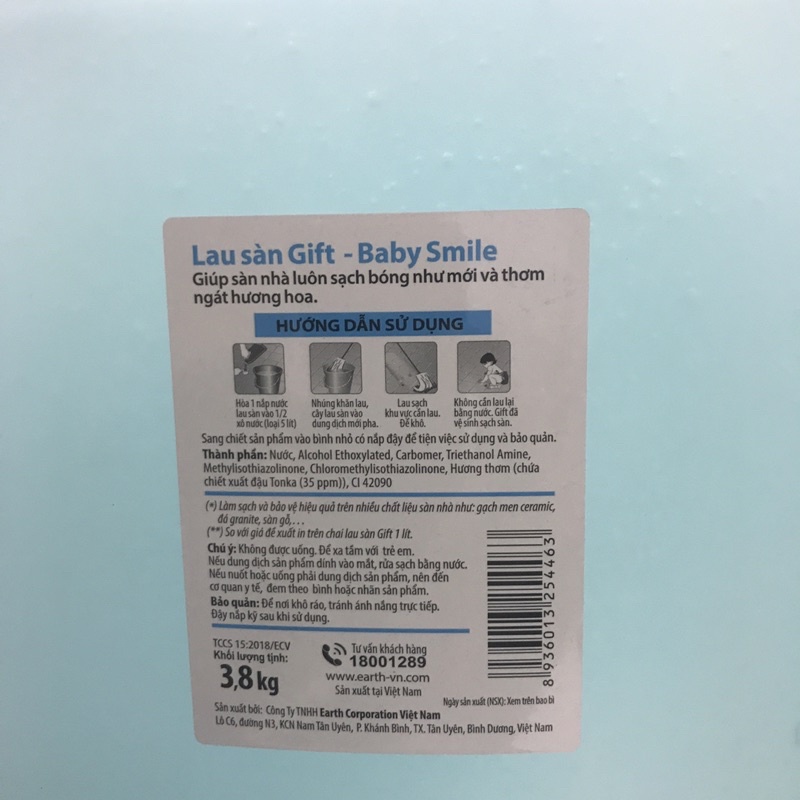 Lau sàn Gift - Baby Smile
Giúp sàn nhà luôn sạch bóng như mới và thơm
ngát hương hoa.
HƯỚNG DẪN SỬ DỤNG
Hòa 1 nắp nước
lau sàn vào 1/2
xô nước (loại 5 lít)
Nhúng khăn lau,
cây lau sàn vào
dung dịch mới pha.
Lau sạch
khu vực cần lau.
Để khô.
Không cần lau lại
bằng nước. Gift đã
vệ sinh sạch sàn.
Sang chiết sản phẩm vào bình nhỏ có nắp đậy để tiện việc sử dụng và bảo quản.
Thành phần: Nước, Alcohol Ethoxylated, Carbomer, Triethanol Amine,
Methylisothiazolinone, Chloromethylisothiazolinone, Hương thơm (chứa
chiết xuất đậu Tonka (35 ppm)), CI 42090
(*) Làm sạch và bảo vệ hiệu quả trên nhiều chất liệu sàn nhà như: gạch men ceramic,
đá granite, sàn gỗ,...
(**) So với giá đề xuất in trên chai lau sàn Gift 1 lít.
Chú ý: Không được uống. Để xa tầm với trẻ em.
Nếu dung dịch sản phẩm dính vào mắt, rửa sạch bằng nước.
Nếu nuốt hoặc uống phải dung dịch sản phẩm, nên đến
cơ quan y tế, đem theo bình hoặc nhãn sản phẩm.
Bảo quản: Để nơi khô ráo, tránh ánh nắng trực tiếp.
Đậy nắp kỹ sau khi sử dụng.
8 936013 254463
TCCS 15:2018/ECV
Khối lượng tịnh:
3,8 kg
Tư vấn khách hàng
18001289
www.earth-vn.com
Sản xuất tại Việt Nam
Ngày sản xuất (NSX): Xem trên bao bì
Sản xuất bởi: Công Ty TNHH Earth Corporation Việt Nam
Lô C6, đường N3, KCN Nam Tân Uyên, P. Khánh Bình, TX. Tân Uyên, Bình Dương, Việt Nam